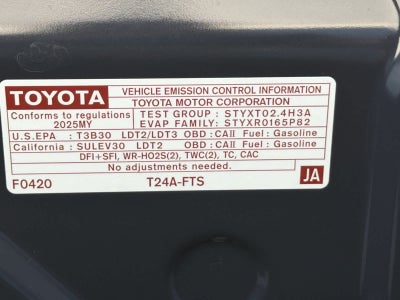 TOYOTA
VEHICLE EMISSION CONTROL INFORMATION
TOYOTA MOTOR CORPORATION
Conforms to regulations
2025MY
TEST GROUP: STYXT02.4H3A
EVAP FAMILY: STYXR0165P82
U.S.EPA : T3B30 LDT2/LDT3 OBD: CAII Fuel: Gasoline
California: SULEV30 LDT2 OBD: CAII Fuel: Gasoline
DFI+SFI, WR-HO2S(2), TWC(2), TC, CAC
No adjustments needed.
F0420 T24A-FTS JA